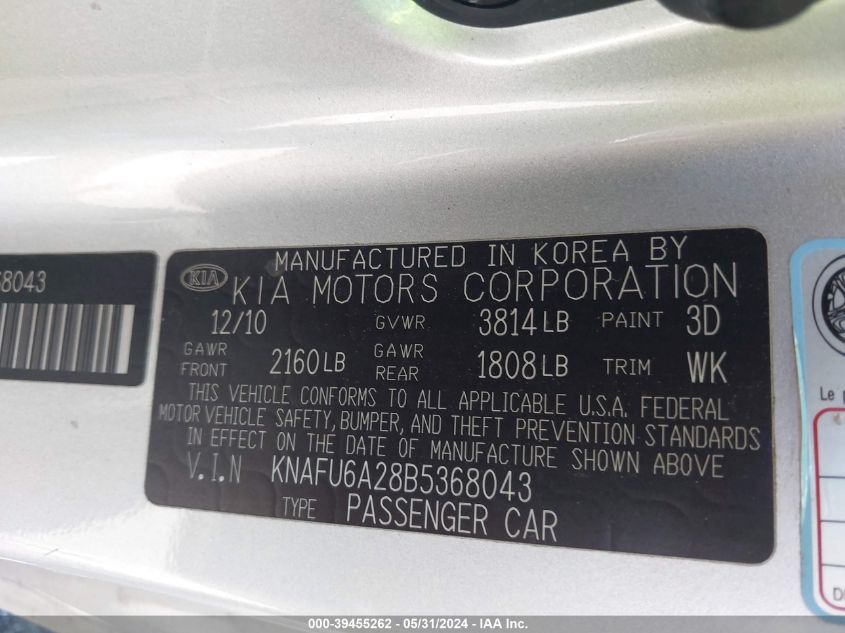 68043
KIA
MANUFACTURED IN KOREA BY
KIA MOTORS CORPORATION
12/10 GVWR 3814 LB PAINT 3D
GAWR FRONT 2160 LB GAWR REAR 1808 LB TRIM WK
THIS VEHICLE CONFORMS TO ALL APPLICABLE U.S.A. FEDERAL
MOTOR VEHICLE SAFETY, BUMPER, AND THEFT PREVENTION STANDARDS
IN EFFECT ON THE DATE OF MANUFACTURE SHOWN ABOVE
V.I.N KNAFU6A28B5368043
TYPE PASSENGER CAR
Le
000-39455262 - 05/31/2024 - IAA Inc.